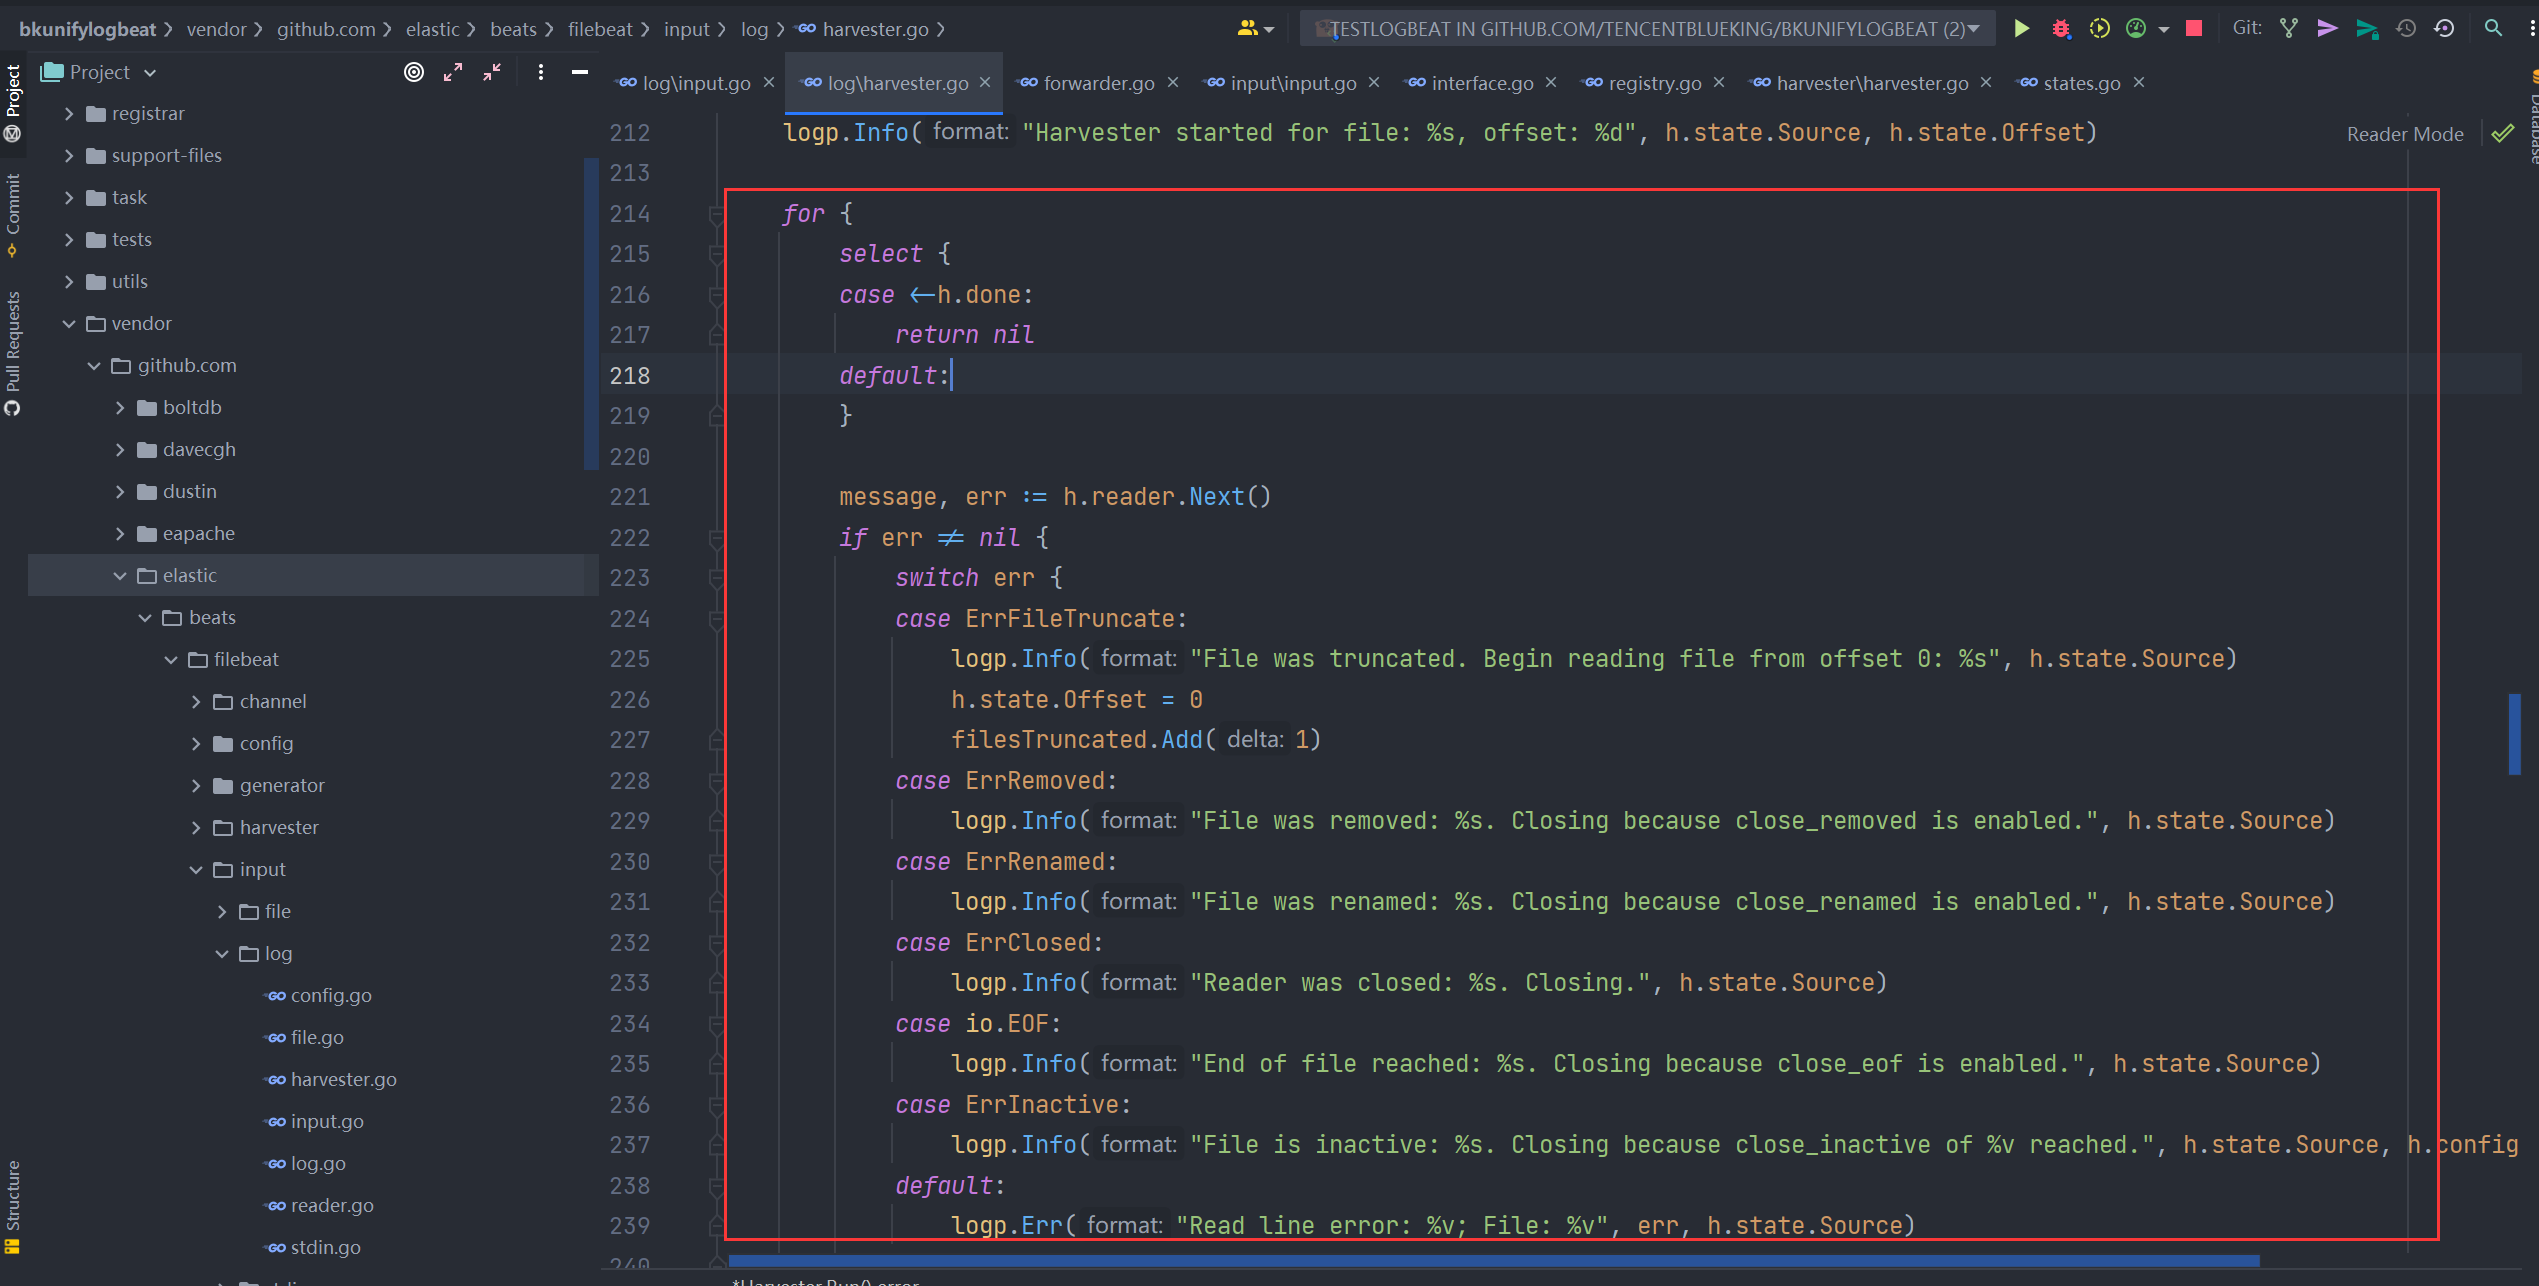 bkunifylogbeat > vendor > github.com > elastic > beats > filebeat > input > log > harvester.go >
TESTLOGBEAT IN GITHUB.COM/TENCENTBLUEKING/BKUNIFYLOGBEAT (2)
Git:
Project
log\input.go
log\harvester.go
forwarder.go
input\input.go
interface.go
registry.go
harvester\harvester.go
states.go
Project
Commit
Pull Requests
Structure
Database
Reader Mode
registrar
support-files
task
tests
utils
vendor
github.com
boltdb
davecgh
dustin
eapache
elastic
beats
filebeat
channel
config
generator
harvester
input
file
log
config.go
file.go
harvester.go
input.go
log.go
reader.go
stdin.go
212 logp.Info( format: "Harvester started for file: %s, offset: %d", h.state.Source, h.state.Offset)
213
214 for {
215 select {
216 case <-h.done:
217 return nil
218 default:
219 }
220
221 message, err := h.reader.Next()
222 if err != nil {
223 switch err {
224 case ErrFileTruncate:
225 logp.Info( format: "File was truncated. Begin reading file from offset 0: %s", h.state.Source)
226 h.state.Offset = 0
227 filesTruncated.Add( delta: 1)
228 case ErrRemoved:
229 logp.Info( format: "File was removed: %s. Closing because close_removed is enabled.", h.state.Source)
230 case ErrRenamed:
231 logp.Info( format: "File was renamed: %s. Closing because close_renamed is enabled.", h.state.Source)
232 case ErrClosed:
233 logp.Info( format: "Reader was closed: %s. Closing.", h.state.Source)
234 case io.EOF:
235 logp.Info( format: "End of file reached: %s. Closing because close_eof is enabled.", h.state.Source)
236 case ErrInactive:
237 logp.Info( format: "File is inactive: %s. Closing because close_inactive of %v reached.", h.state.Source, h.config
238 default:
239 logp.Err( format: "Read line error: %v; File: %v", err, h.state.Source)
240